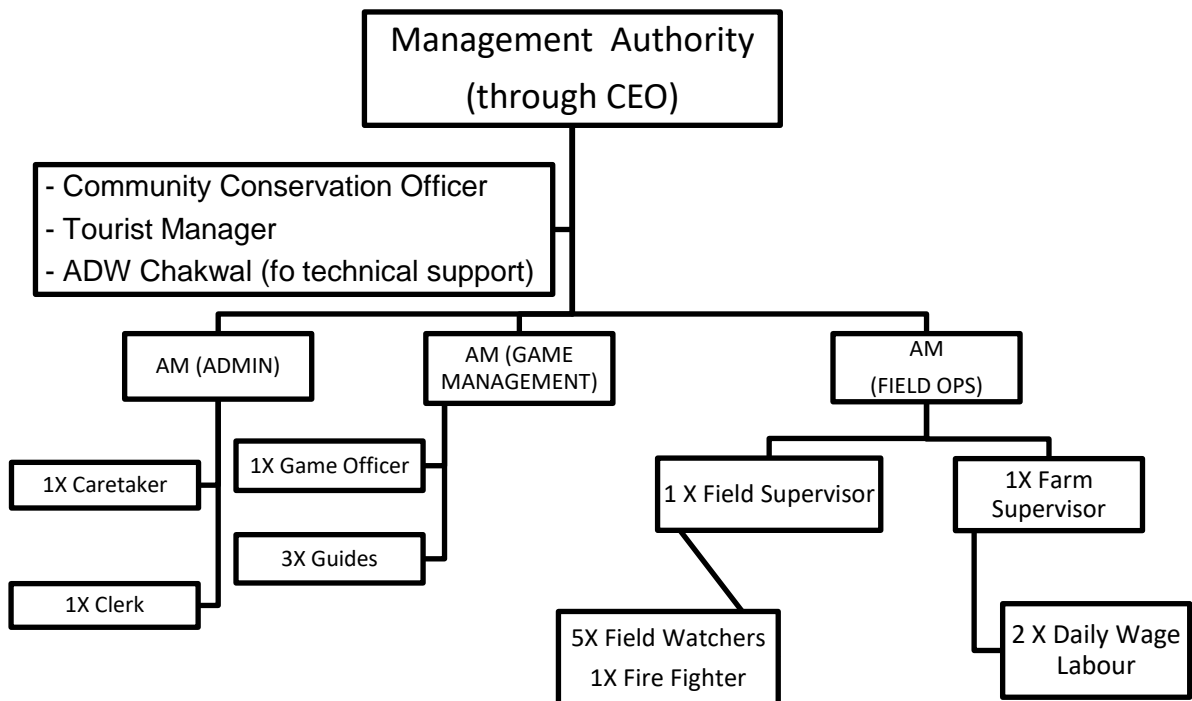 Management Authority
(through CEO)
- Community Conservation Officer
- Tourist Manager
- ADW Chakwal (fo technical support)
AM (ADMIN)
AM (GAME
MANAGEMENT)
AM
(FIELD OPS)
1X Caretaker
1X Clerk
1X Game Officer
3X Guides
1 X Field Supervisor
1X Farm
Supervisor
5X Field Watchers
1X Fire Fighter
2 X Daily Wage
Labour